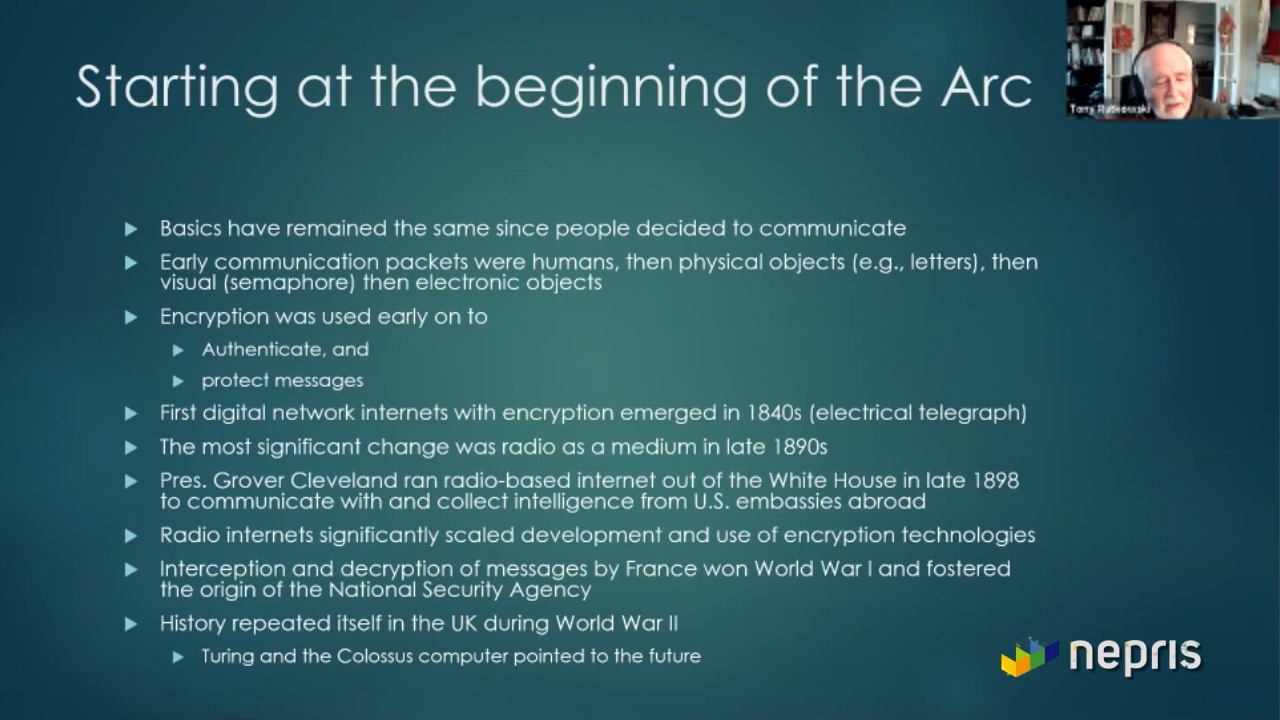 Starting at the beginning of the Arc
Tony Rutkowski
Basics have remained the same since people decided to communicate
Early communication packets were humans, then physical objects (e.g., letters), then
visual (semaphore) then electronic objects
Encryption was used early on to
Authenticate, and
protect messages
First digital network internets with encryption emerged in 1840s (electrical telegraph)
The most significant change was radio as a medium in late 1890s
Pres. Grover Cleveland ran radio-based internet out of the White House in late 1898
to communicate with and collect intelligence from U.S. embassies abroad
Radio internets significantly scaled development and use of encryption technologies
Interception and decryption of messages by France won World War I and fostered
the origin of the National Security Agency
History repeated itself in the UK during World War II
Turing and the Colossus computer pointed to the future
nepris